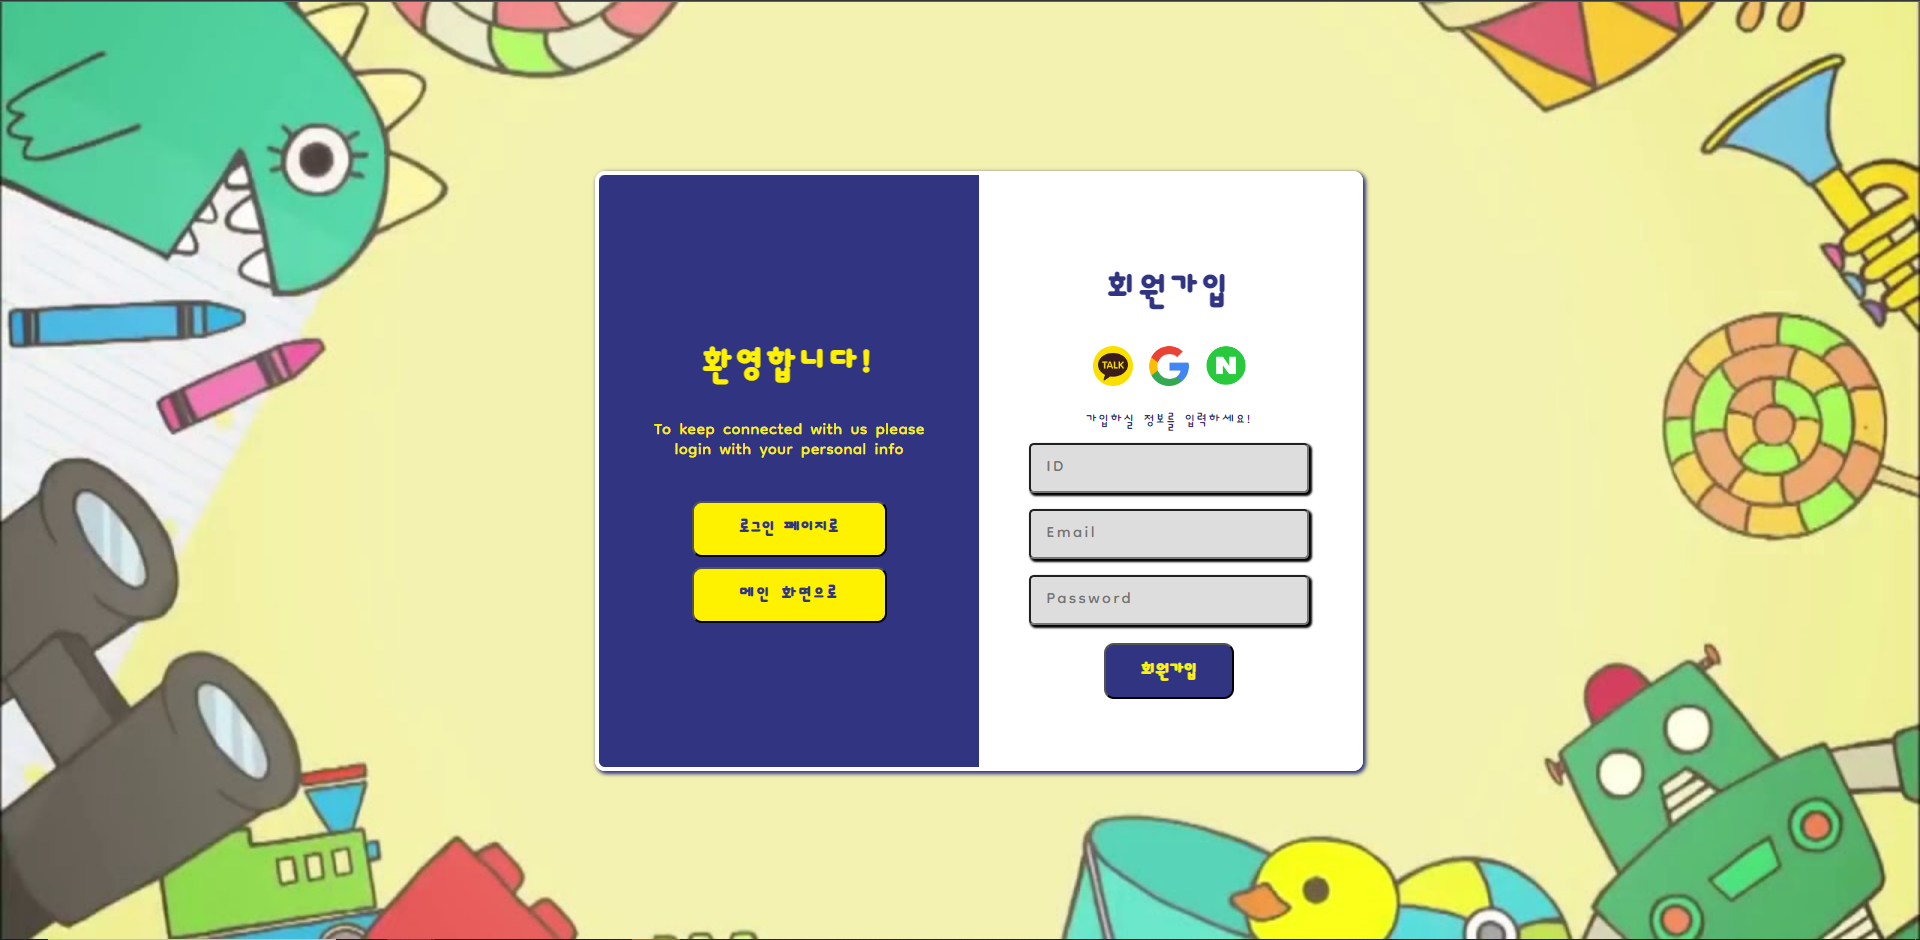 환영합니다!
To keep connected with us please
login with your personal info
로그인 페이지로
메인 화면으로
회원가입
TALK
N
가입하실 정보를 입력하세요!
ID
Email
Password
회원가입